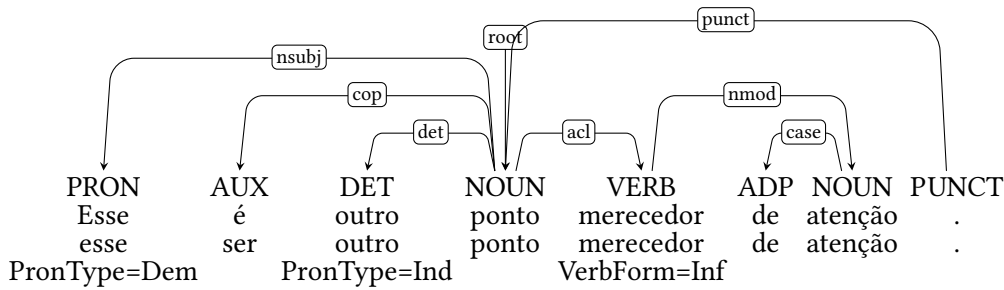 punct
root
nsubj
cop
nmod
det
acl
case
PRON AUX DET NOUN VERB ADP NOUN PUNCT
Esse é outro ponto merecedor de atenção .
esse ser outro ponto merecedor de atenção .
PronType=Dem PronType=Ind VerbForm=Inf